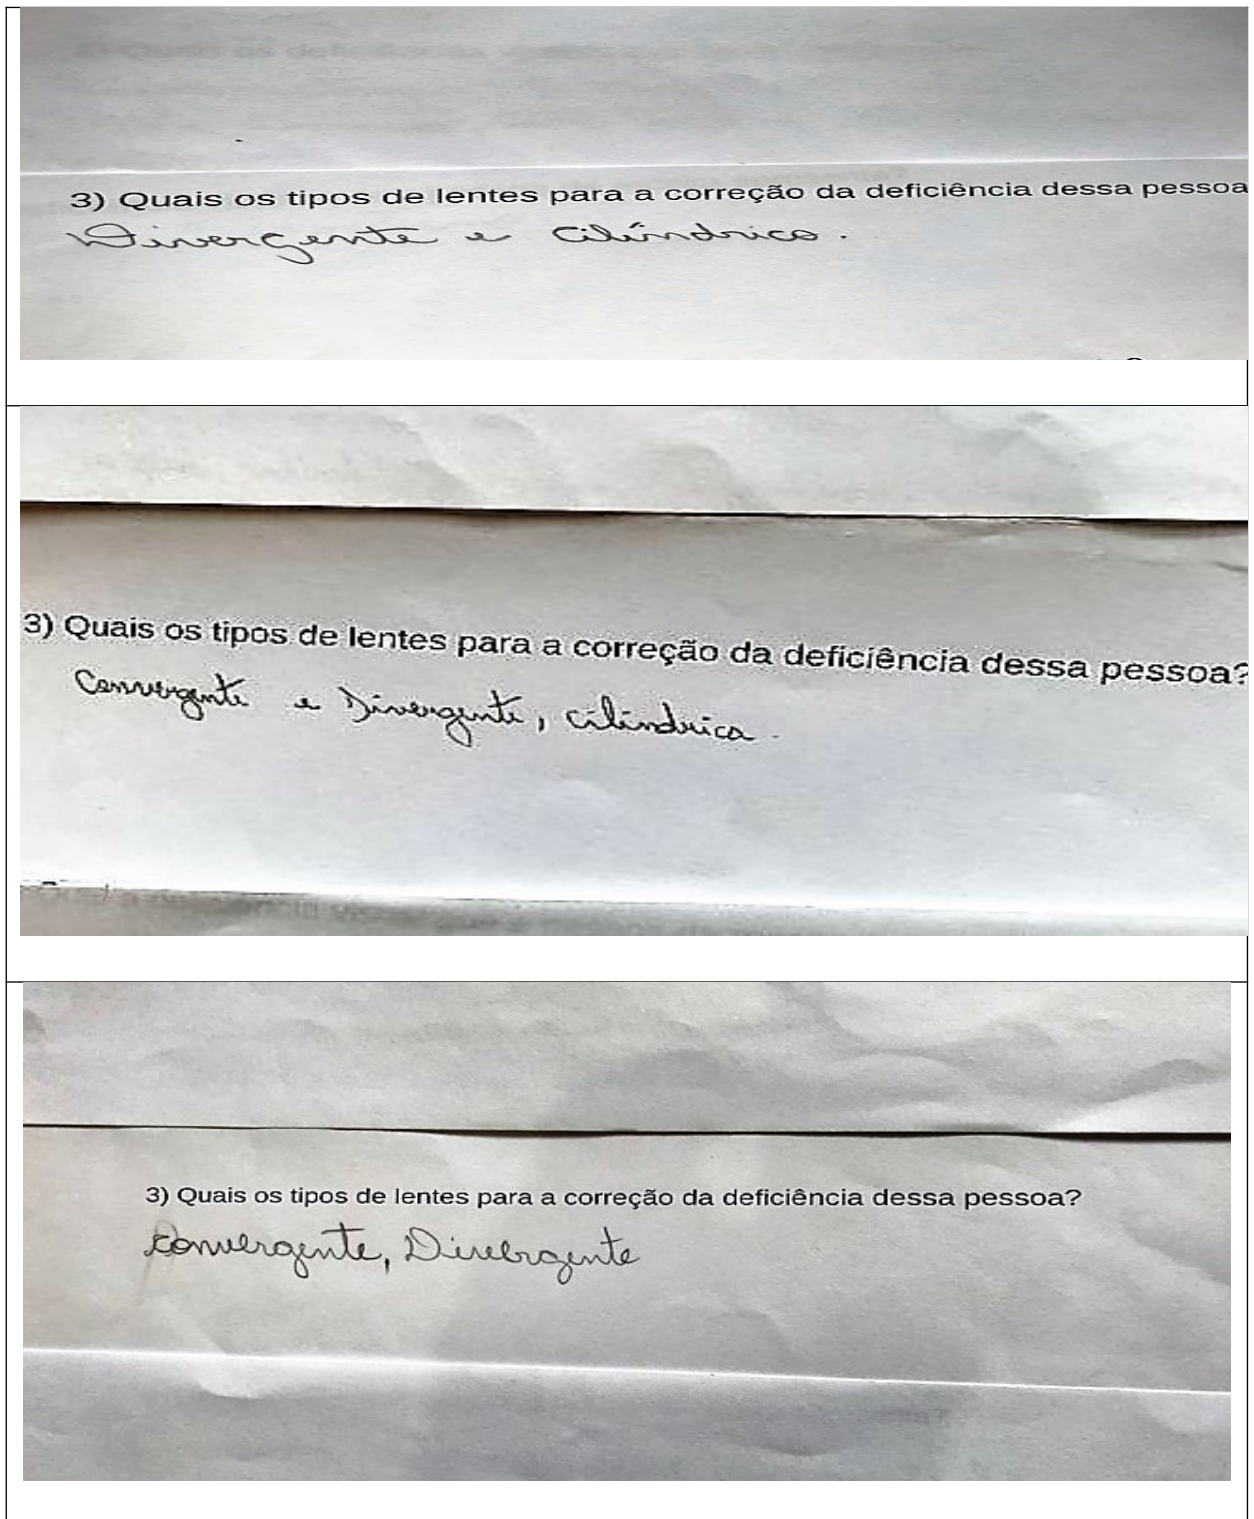 3) Quais os tipos de lentes para a correção da deficiência dessa pessoa
Divergente e cilíndrico.
3) Quais os tipos de lentes para a correção da deficiência dessa pessoa?
Convergente e Divergente, cilíndrica.
3) Quais os tipos de lentes para a correção da deficiência dessa pessoa?
convergente, Divergente